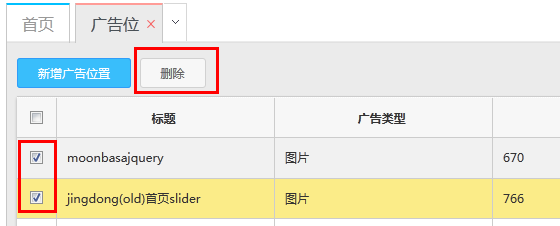 首页 广告位
新增广告位置 删除
标题 广告类型
moonbasajquery 图片 670
jingdong(old)首页slider 图片 766